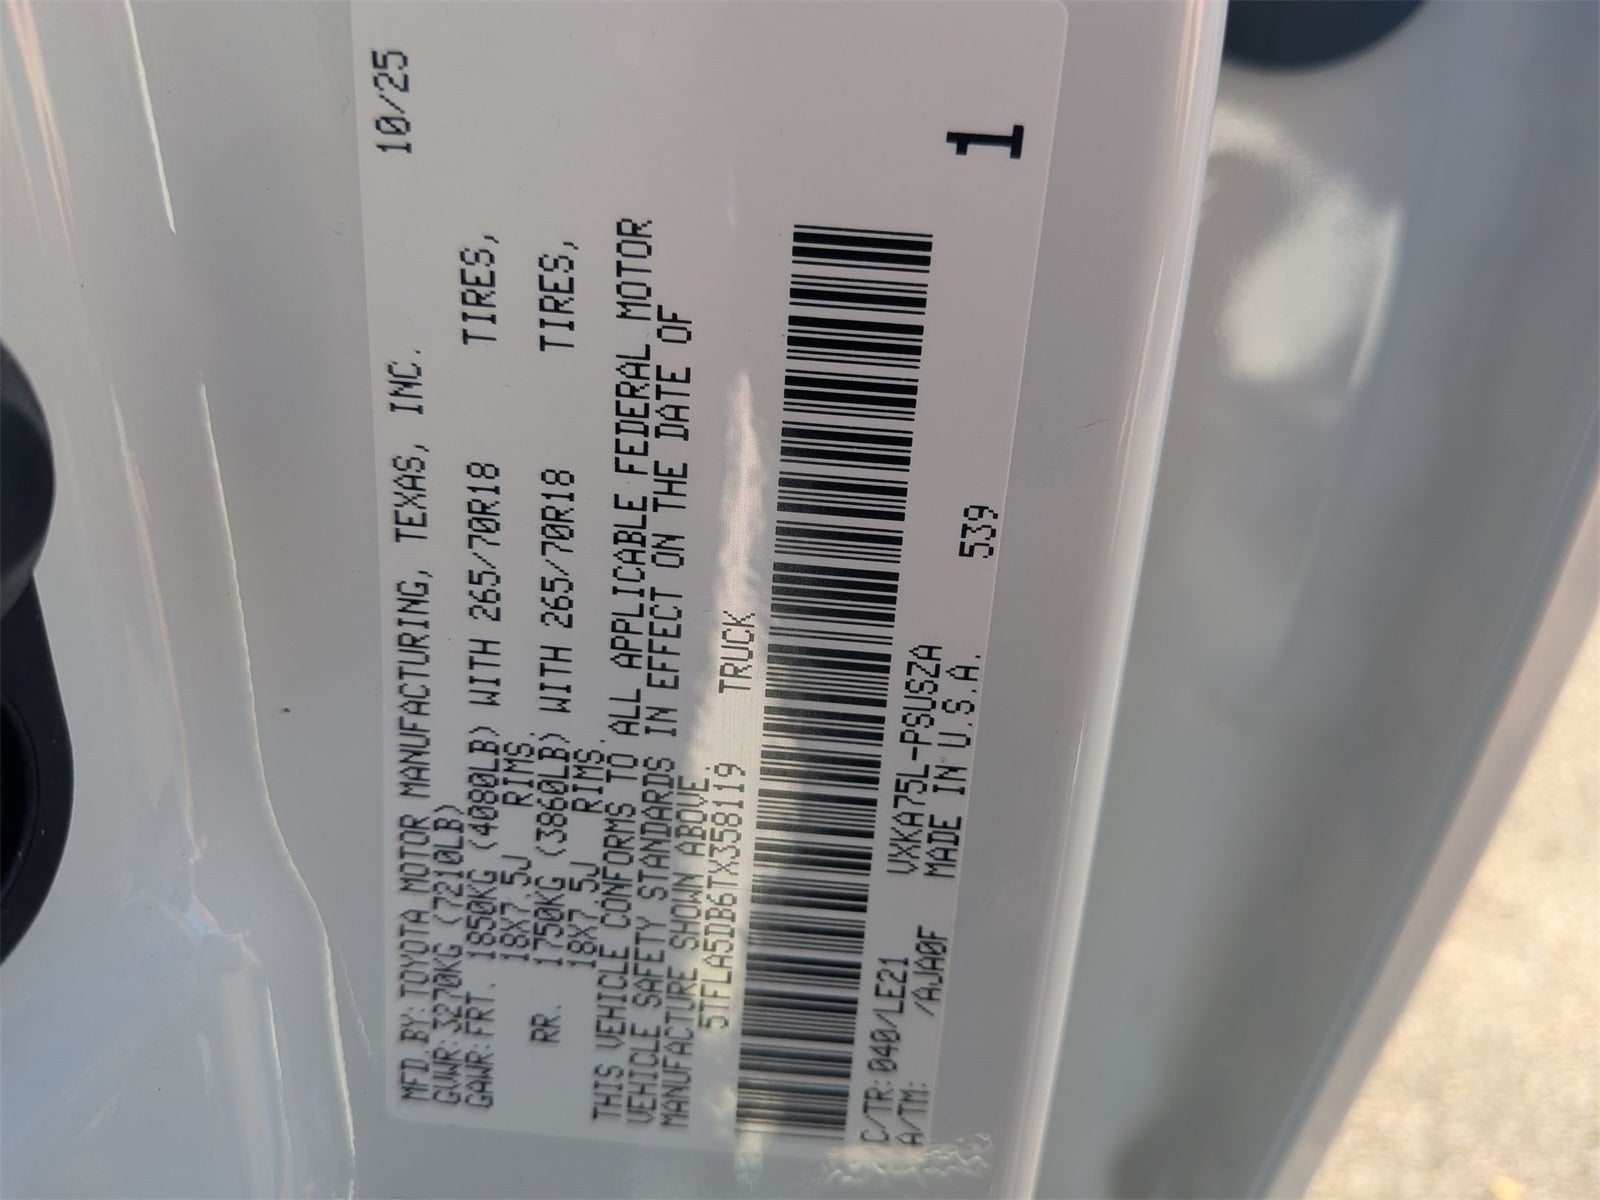 MFD.BY:TOYOTA MOTOR MANUFACTURING, TEXAS, INC. 10/25
GVWR:3270KG (7210LB)
GAWR:FRT. 1850KG (4080LB) WITH 265/70R18 TIRES,
18X7.5J RIMS,
RR. 1750KG (3860LB) WITH 265/70R18 TIRES,
18X7.5J RIMS.
THIS VEHICLE CONFORMS TO ALL APPLICABLE FEDERAL MOTOR
VEHICLE SAFETY STANDARDS IN EFFECT ON THE DATE OF
MANUFACTURE SHOWN ABOVE.
5TFLA5DB6TX358119 TRUCK
C/TR:040/LE21 VXKA75L-PSUSZA
A/TM: /AJA0F MADE IN U.S.A. 539
1